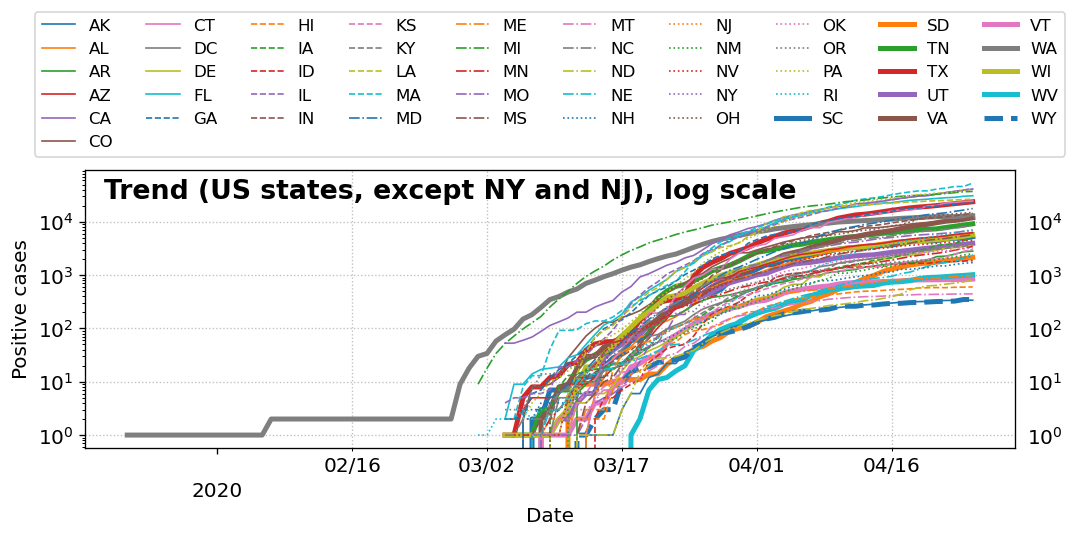 AK CT HI KS ME MT NJ OK SD VT
AL DC IA KY MI NC NM OR TN WA
AR DE ID LA MN ND NV PA TX WI
AZ FL IL MA MO NE NY RI UT WV
CA GA IN MD MS NH OH SC VA WY
CO
Trend (US states, except NY and NJ), log scale
10⁴ 10⁴
10³ 10³
10² 10²
10¹ 10¹
10⁰ 10⁰
Positive cases
02/16 03/02 03/17 04/01 04/16
2020
Date